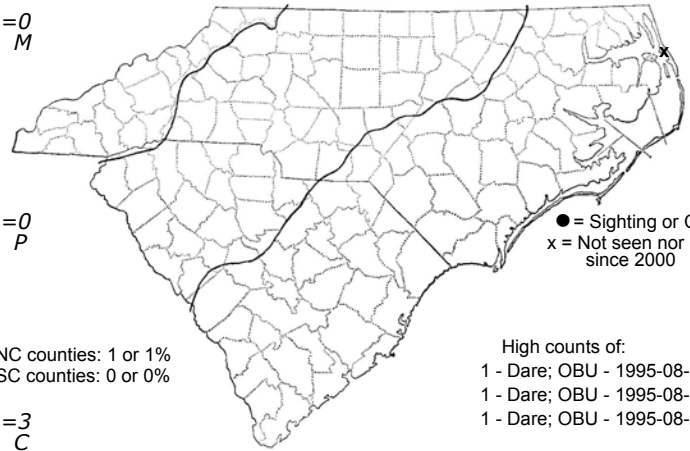 =0
M
x
=0
P
● = Sighting or C
x = Not seen nor
since 2000
NC counties: 1 or 1%
SC counties: 0 or 0%
High counts of:
1 - Dare; OBU - 1995-08-
1 - Dare; OBU - 1995-08-
1 - Dare; OBU - 1995-08-
=3
C